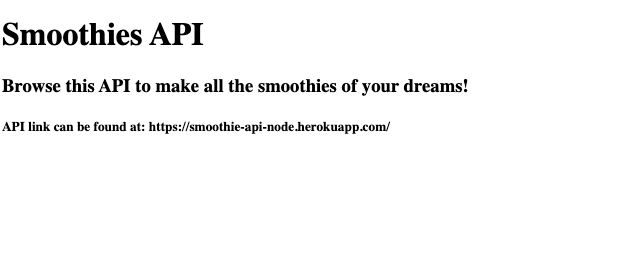 Smoothies API
Browse this API to make all the smoothies of your dreams!
API link can be found at: https://smoothie-api-node.herokuapp.com/